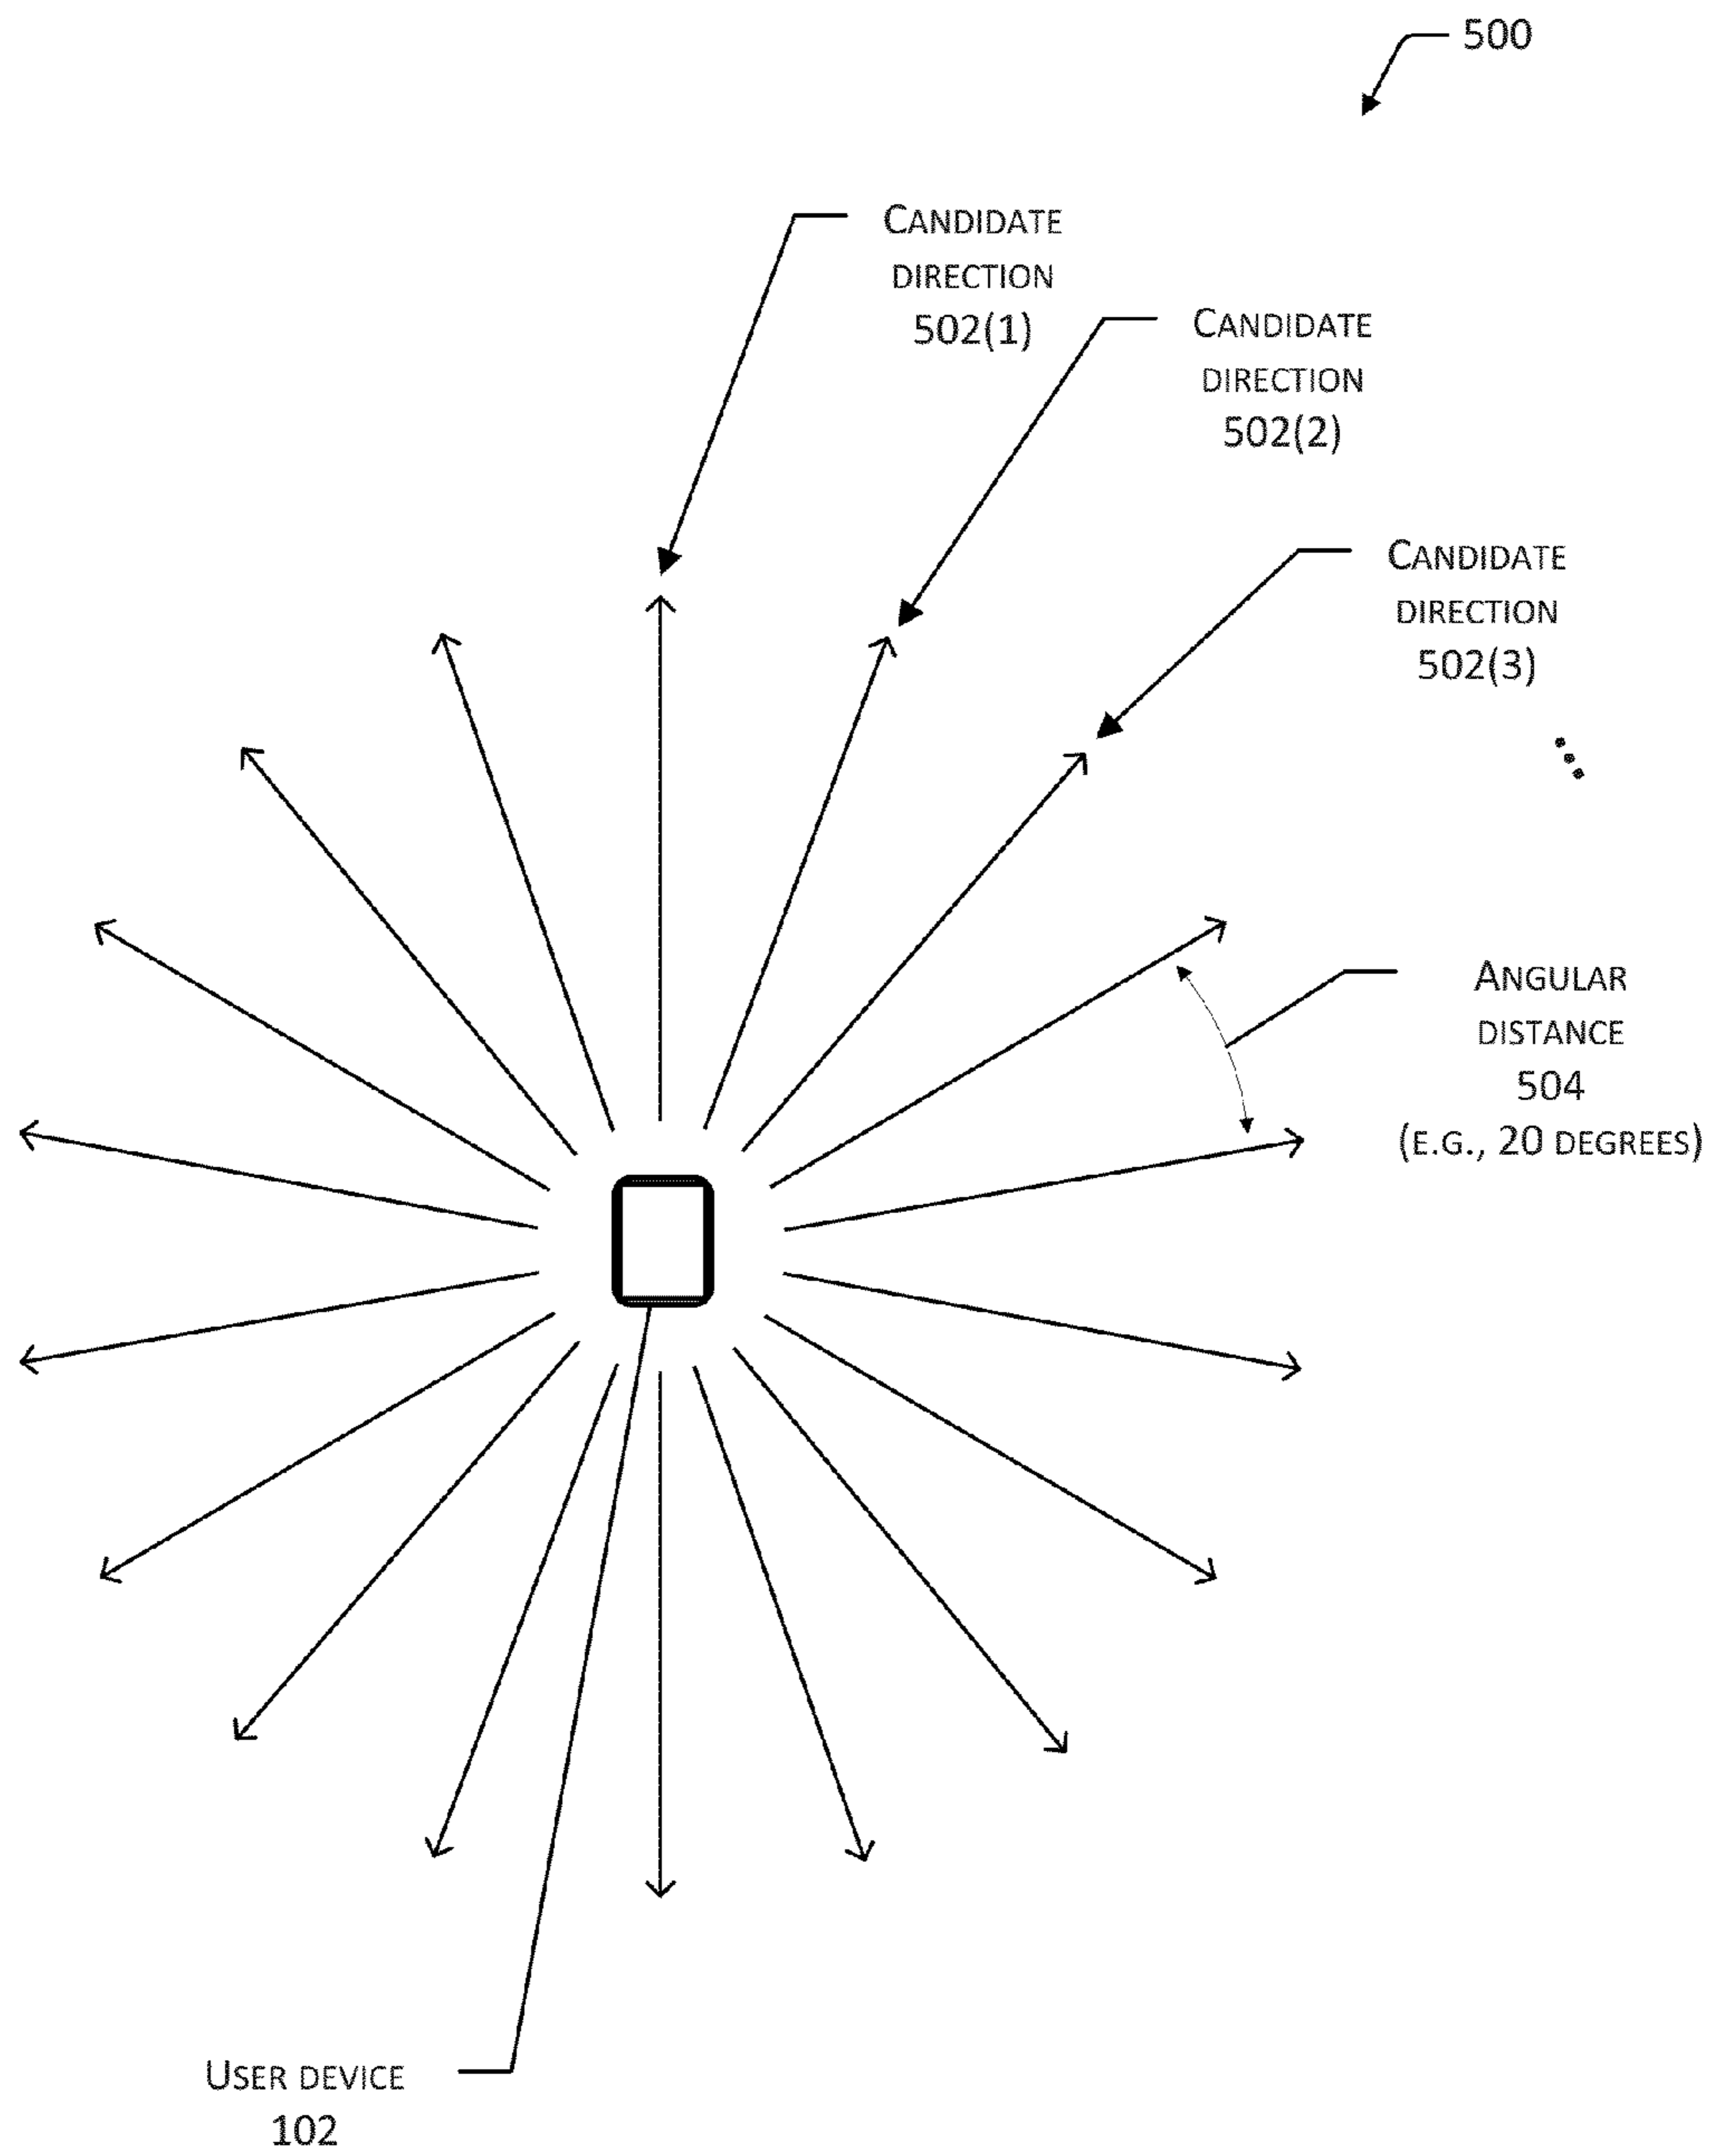 500
CANDIDATE
DIRECTION
502(1)
CANDIDATE
DIRECTION
502(2)
CANDIDATE
DIRECTION
502(3)
ANGULAR
DISTANCE
504
(E.G., 20 DEGREES)
USER DEVICE
102